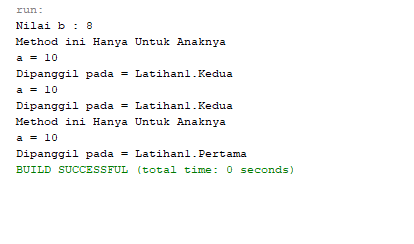 run:
Nilai b : 8
Method ini Hanya Untuk Anaknya
a = 10
Dipanggil pada = Latihan1.Kedua
a = 10
Dipanggil pada = Latihan1.Kedua
Method ini Hanya Untuk Anaknya
a = 10
Dipanggil pada = Latihan1.Pertama
BUILD SUCCESSFUL (total time: 0 seconds)